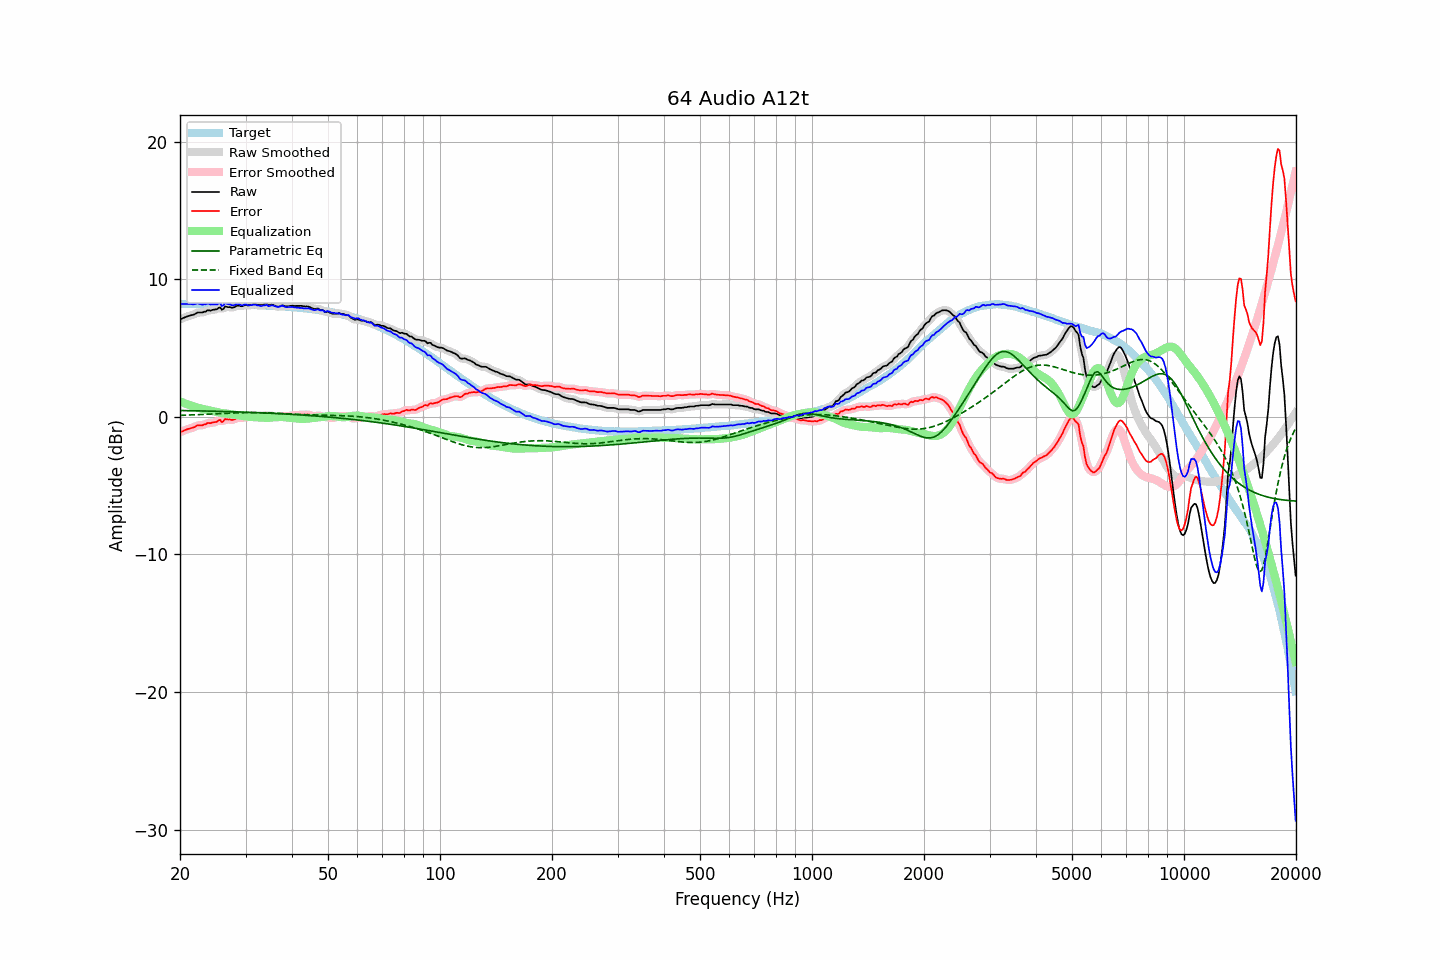 64 Audio A12t
Target
Raw Smoothed
Error Smoothed
Raw
Error
Equalization
Parametric Eq
Fixed Band Eq
Equalized
20
10
0
−10
−20
−30
Amplitude (dBr)
20 50 100 200 500 1000 2000 5000 10000 20000
Frequency (Hz)